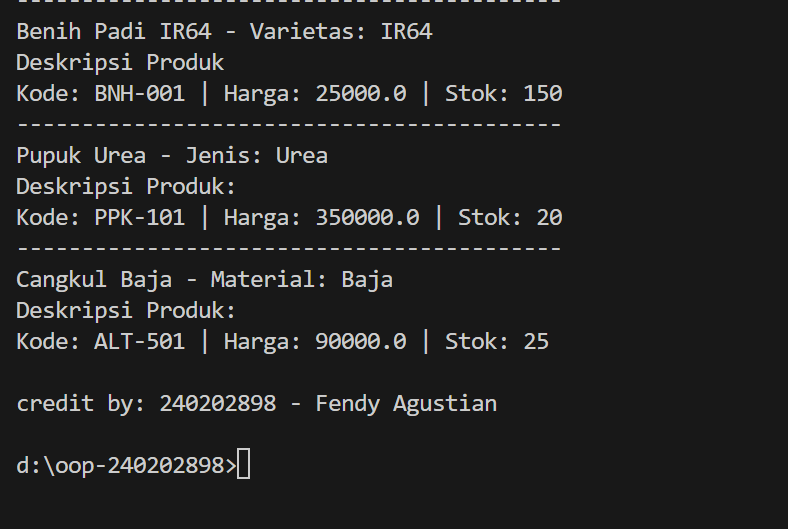 -------------------------------------------
Benih Padi IR64 - Varietas: IR64
Deskripsi Produk
Kode: BNH-001 | Harga: 25000.0 | Stok: 150
------------------------------------------
Pupuk Urea - Jenis: Urea
Deskripsi Produk:
Kode: PPK-101 | Harga: 350000.0 | Stok: 20
------------------------------------------
Cangkul Baja - Material: Baja
Deskripsi Produk:
Kode: ALT-501 | Harga: 90000.0 | Stok: 25
credit by: 240202898 - Fendy Agustian
d:\oop-240202898>